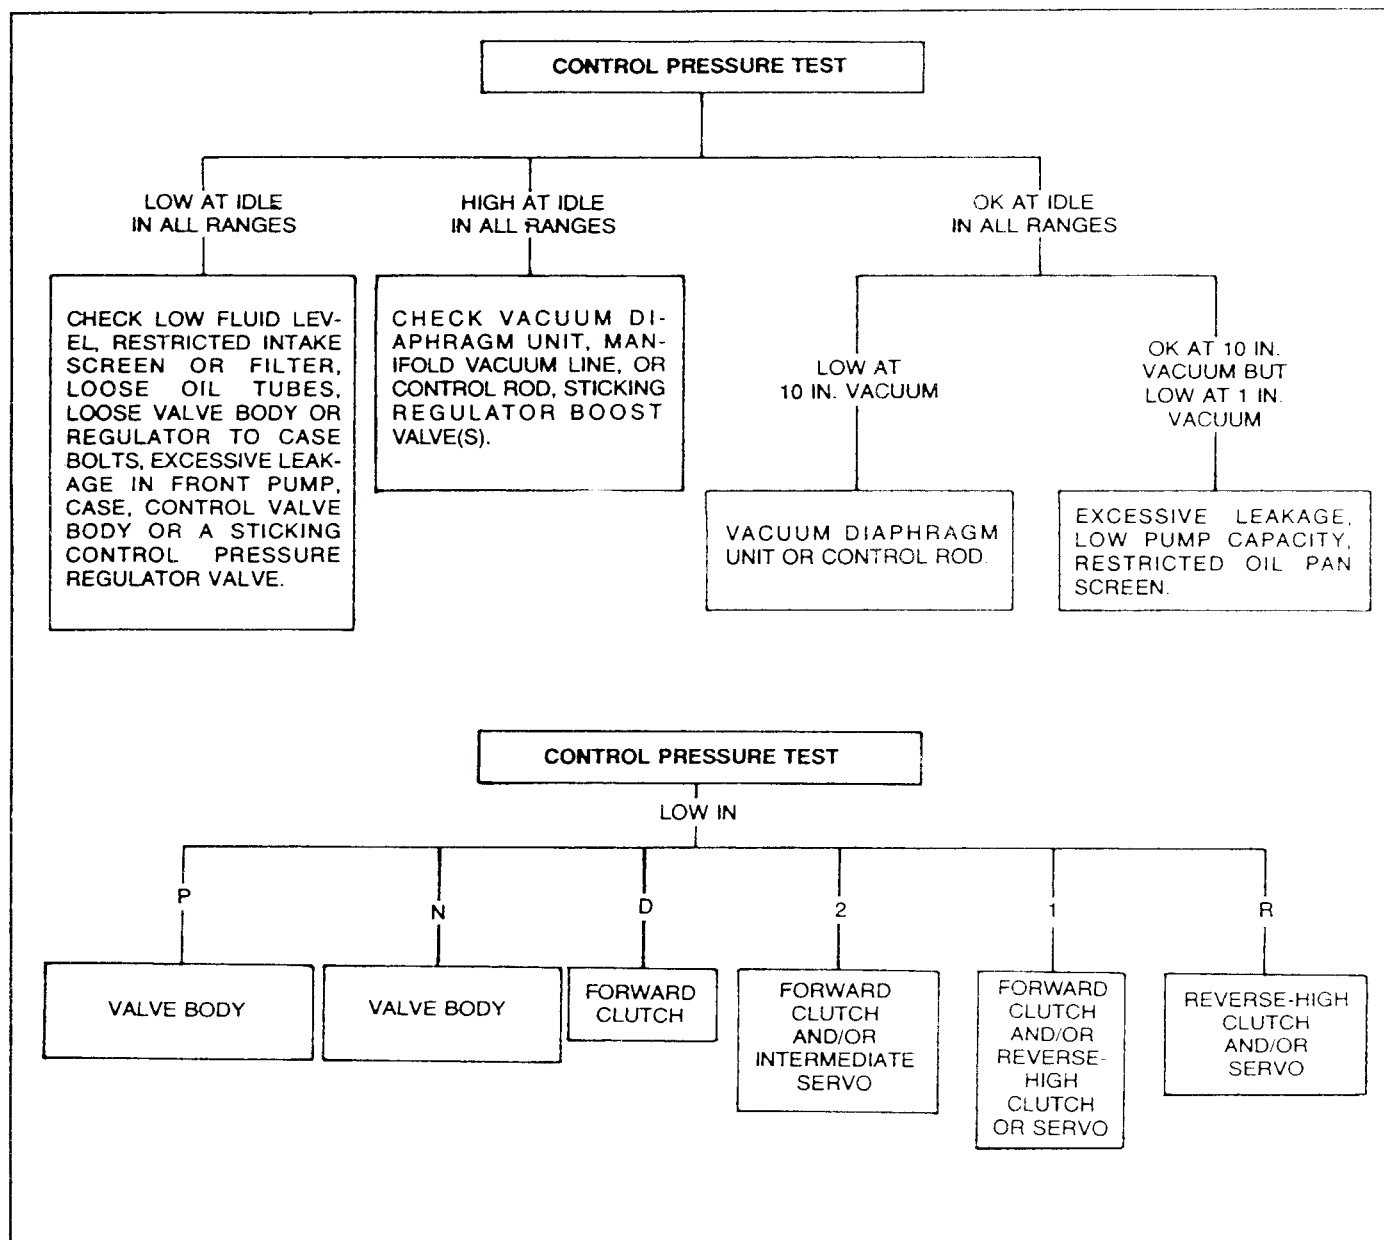 CONTROL PRESSURE TEST
LOW AT IDLE
IN ALL RANGES
HIGH AT IDLE
IN ALL RANGES
OK AT IDLE
IN ALL RANGES
CHECK LOW FLUID LEV-
EL, RESTRICTED INTAKE
SCREEN OR FILTER,
LOOSE OIL TUBES,
LOOSE VALVE BODY OR
REGULATOR TO CASE
BOLTS, EXCESSIVE LEAK-
AGE IN FRONT PUMP,
CASE, CONTROL VALVE
BODY OR A STICKING
CONTROL PRESSURE
REGULATOR VALVE.
CHECK VACUUM DI-
APHRAGM UNIT, MAN-
IFOLD VACUUM LINE, OR
CONTROL ROD, STICKING
REGULATOR BOOST
VALVE(S).
LOW AT
10 IN. VACUUM
OK AT 10 IN.
VACUUM BUT
LOW AT 1 IN.
VACUUM
VACUUM DIAPHRAGM
UNIT OR CONTROL ROD.
EXCESSIVE LEAKAGE,
LOW PUMP CAPACITY,
RESTRICTED OIL PAN
SCREEN.
CONTROL PRESSURE TEST
LOW IN
P
N
D
2
1
R
VALVE BODY
VALVE BODY
FORWARD
CLUTCH
FORWARD
CLUTCH
AND/OR
INTERMEDIATE
SERVO
FORWARD
CLUTCH
AND/OR
REVERSE-
HIGH
CLUTCH
OR SERVO
REVERSE-HIGH
CLUTCH
AND/OR
SERVO